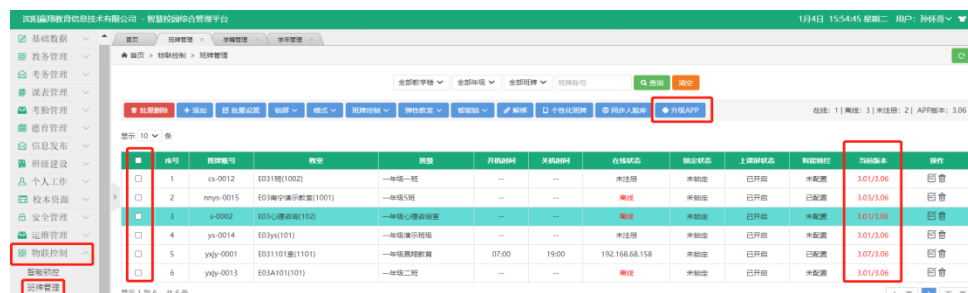 沈阳赢翔教育信息技术有限公司 - 智慧校园综合管理平台
1月4日 15:54:45 星期二 用户: 孙怀奇
基础数据
教务管理
考务管理
课表管理
考勤管理
德育管理
信息发布
班级建设
个人工作
校本资源
安全管理
运维管理
物联控制
智能锁控
班牌管理
首页 班牌管理 × 学籍管理 × 学年管理 ×
首页 > 物联控制 > 班牌管理
全部教学楼 全部年级 全部班牌 班牌账号 查询 清空
批量删除 添加 批量设置 锁屏 模式 班牌控制 弹性教室 智能锁 解绑 个性化班牌 同步人脸库 升级APP
在线: 1 | 离线: 3 | 未注册: 2 | APP版本: 3.06
显示 10 条
序号 班牌账号 教室 班级 开机时间 关机时间 在线状态 锁定状态 上课屏状态 智能锁控 当前版本 操作
1 cs-0012 E031班(1002) 一年级一班 -- -- 未注册 未锁定 已开启 未配置 3.01/3.06
2 nnys-0015 E03南宁演示教室(1001) 一年级5班 -- -- 离线 未锁定 已开启 已配置 3.03/3.06
3 s-0002 E03心理咨询(102) 一年级心理咨询室 -- -- 离线 未锁定 已开启 未配置 3.01/3.06
4 ys-0014 E03ys(101) 一年级演示班级 -- -- 未注册 未锁定 已开启 未配置 3.01/3.06
5 yxjy-0001 E031101室(1101) 一年级赢翔教育 07:00 19:00 192.168.68.158 未锁定 已开启 已配置 3.07/3.06
6 yxjy-0013 E03A101(101) 一年级二班 -- -- 离线 未锁定 已开启 未配置 3.01/3.06